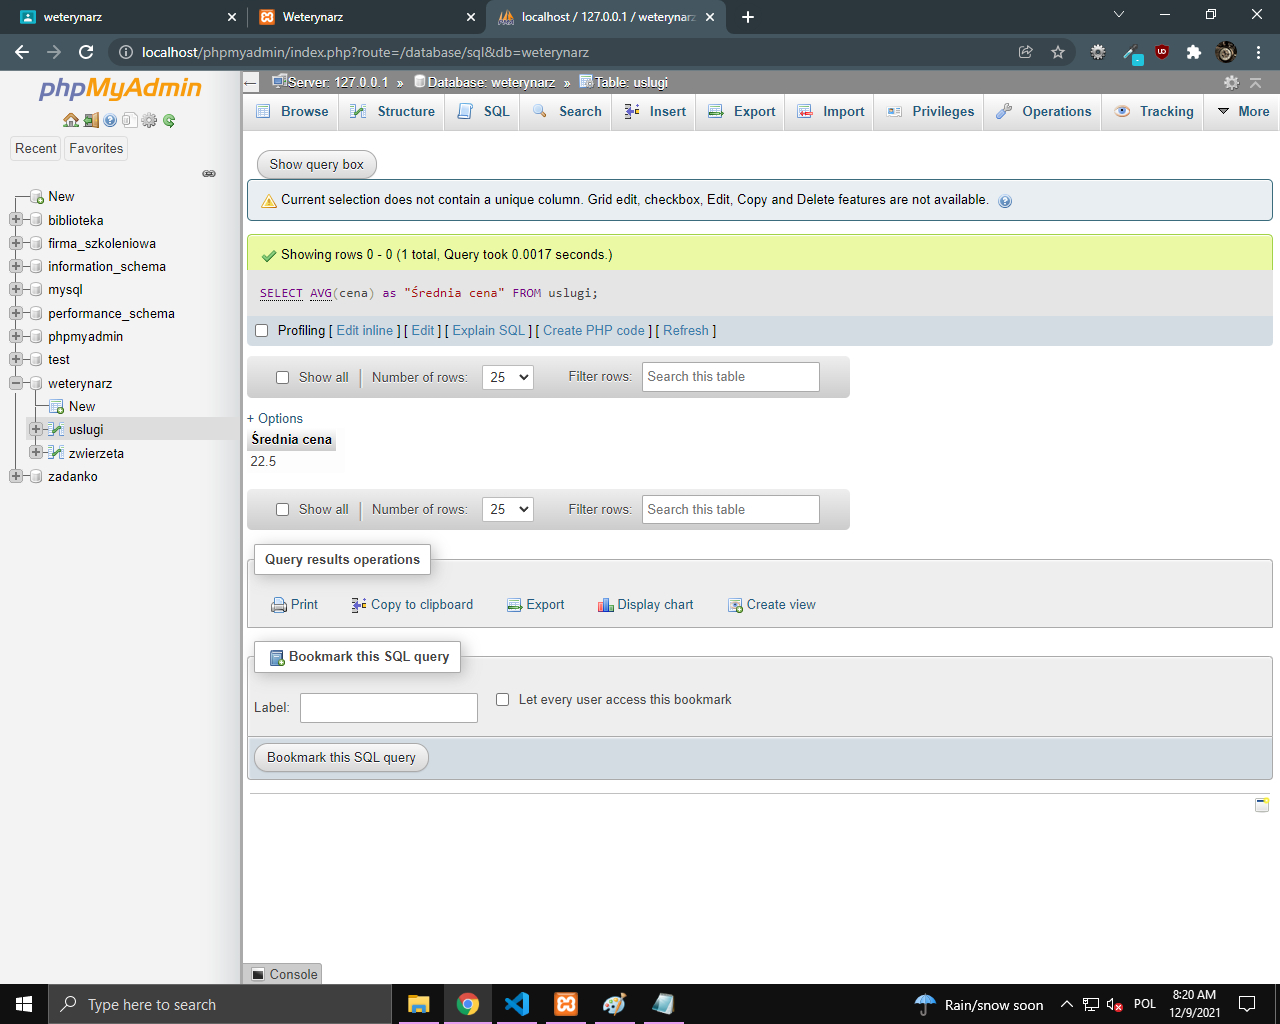 weterynarz
Weterynarz
localhost / 127.0.0.1 / weterynarz
localhost/phpmyadmin/index.php?route=/database/sql&db=weterynarz
phpMyAdmin
Recent
Favorites
New
biblioteka
firma_szkoleniowa
information_schema
mysql
performance_schema
phpmyadmin
test
weterynarz
New
uslugi
zwierzeta
zadanko
Server: 127.0.0.1 » Database: weterynarz » Table: uslugi
Browse Structure SQL Search Insert Export Import Privileges Operations Tracking More
Show query box
Current selection does not contain a unique column. Grid edit, checkbox, Edit, Copy and Delete features are not available.
Showing rows 0 - 0 (1 total, Query took 0.0017 seconds.)
SELECT AVG(cena) as "Średnia cena" FROM uslugi;
Profiling [ Edit inline ] [ Edit ] [ Explain SQL ] [ Create PHP code ] [ Refresh ]
Show all Number of rows: 25 Filter rows: Search this table
+ Options
Średnia cena
22.5
Show all Number of rows: 25 Filter rows: Search this table
Query results operations
Print Copy to clipboard Export Display chart Create view
Bookmark this SQL query
Label: Let every user access this bookmark
Bookmark this SQL query
Console
Type here to search
Rain/snow soon
POL
8:20 AM
12/9/2021